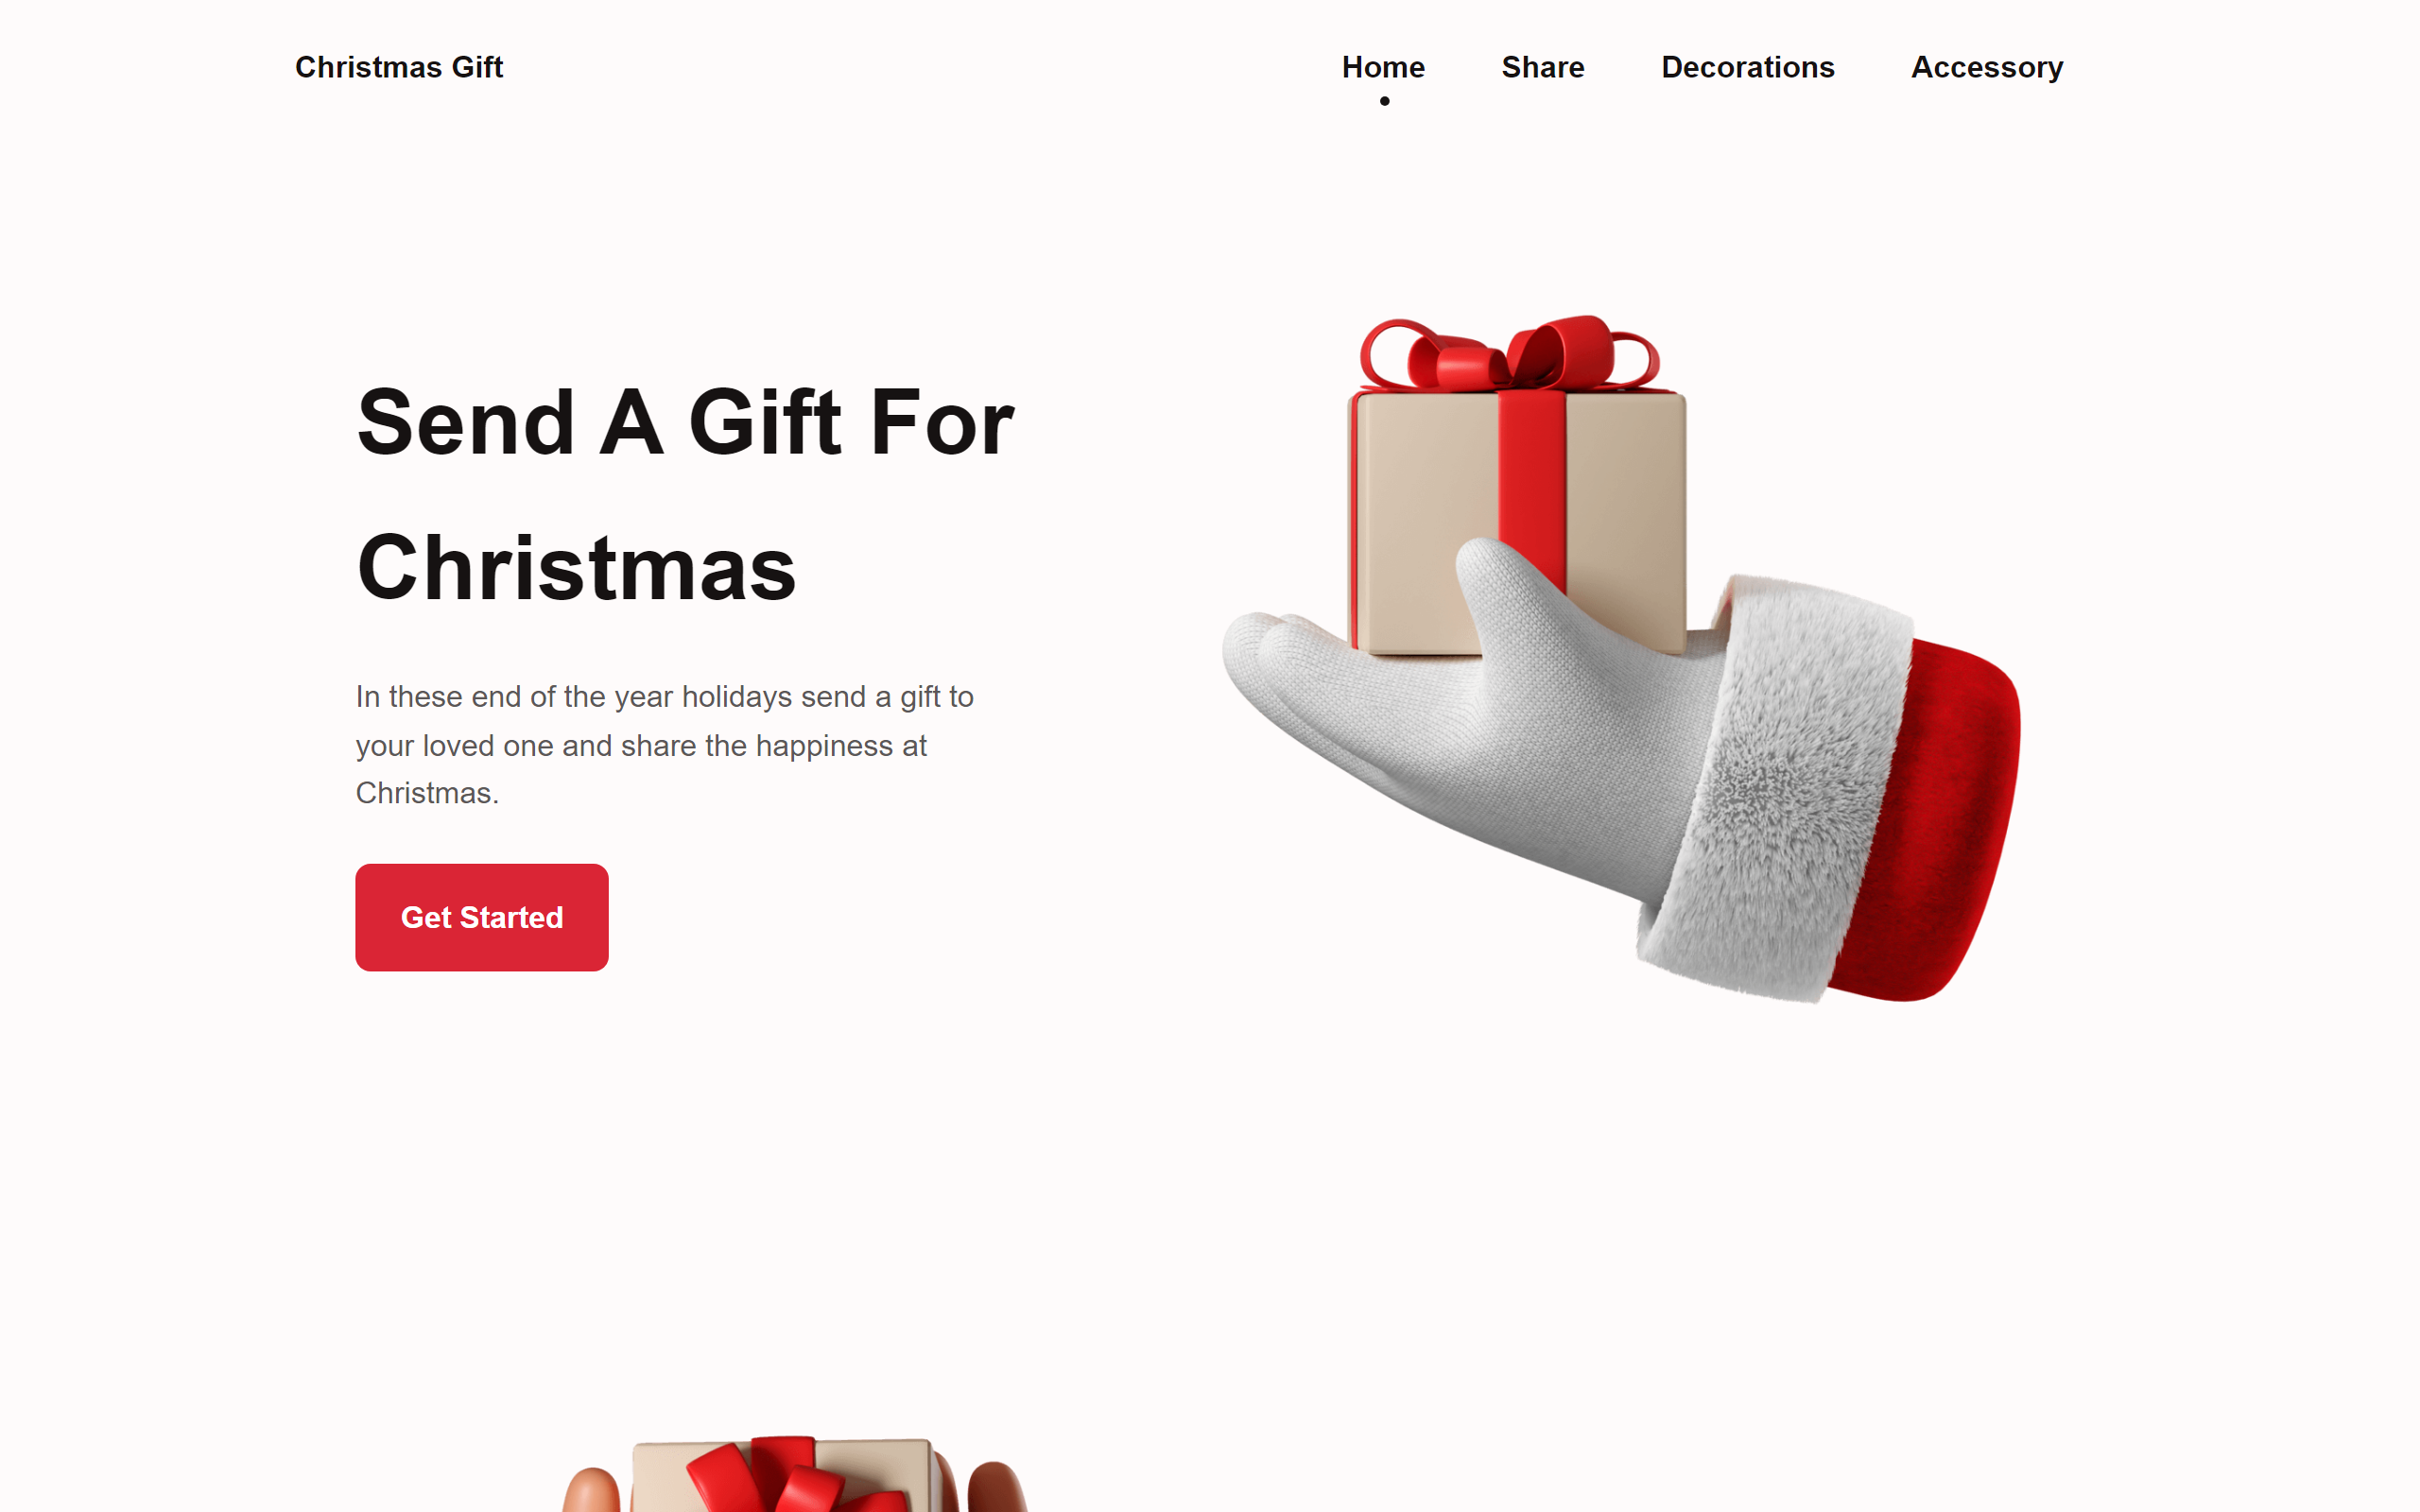 Christmas Gift
Home Share Decorations Accessory
Send A Gift For
Christmas
In these end of the year holidays send a gift to
your loved one and share the happiness at
Christmas.
Get Started